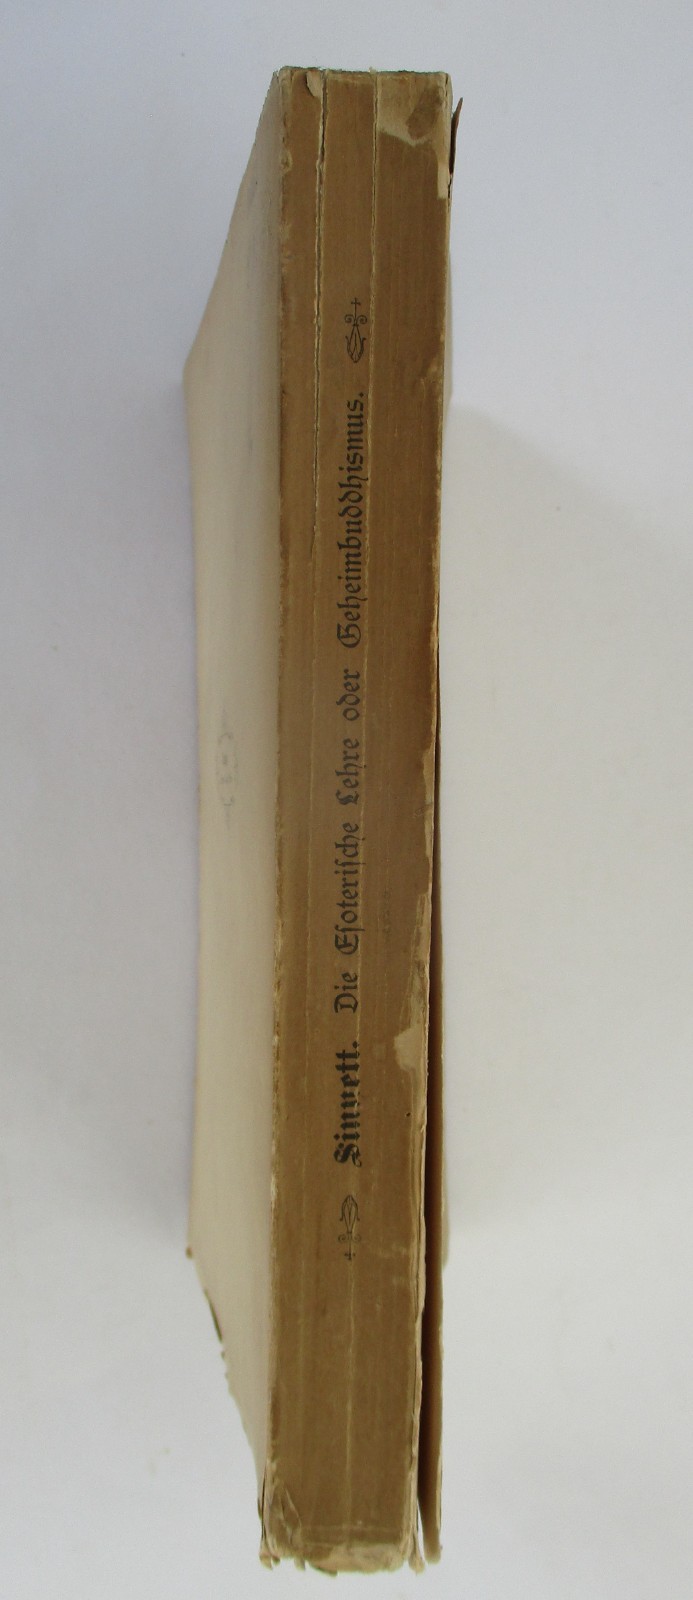 Sinnett. Die Esoterische Lehre oder Geheimbuddhismus.